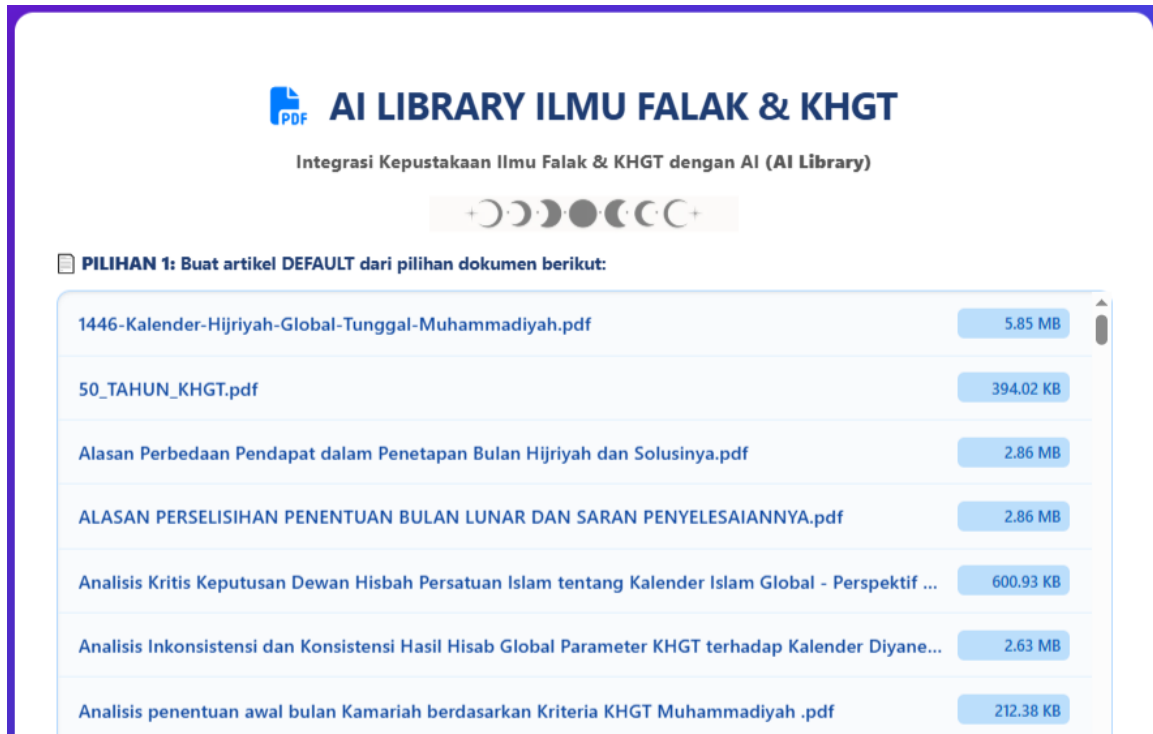 PDF
AI LIBRARY ILMU FALAK & KHGT
Integrasi Kepustakaan Ilmu Falak & KHGT dengan AI (AI Library)
PILIHAN 1: Buat artikel DEFAULT dari pilihan dokumen berikut:
1446-Kalender-Hijriyah-Global-Tunggal-Muhammadiyah.pdf 5.85 MB
50_TAHUN_KHGT.pdf 394.02 KB
Alasan Perbedaan Pendapat dalam Penetapan Bulan Hijriyah dan Solusinya.pdf 2.86 MB
ALASAN PERSELISIHAN PENENTUAN BULAN LUNAR DAN SARAN PENYELESAIANNYA.pdf 2.86 MB
Analisis Kritis Keputusan Dewan Hisbah Persatuan Islam tentang Kalender Islam Global - Perspektif ... 600.93 KB
Analisis Inkonsistensi dan Konsistensi Hasil Hisab Global Parameter KHGT terhadap Kalender Diyane... 2.63 MB
Analisis penentuan awal bulan Kamariah berdasarkan Kriteria KHGT Muhammadiyah .pdf 212.38 KB